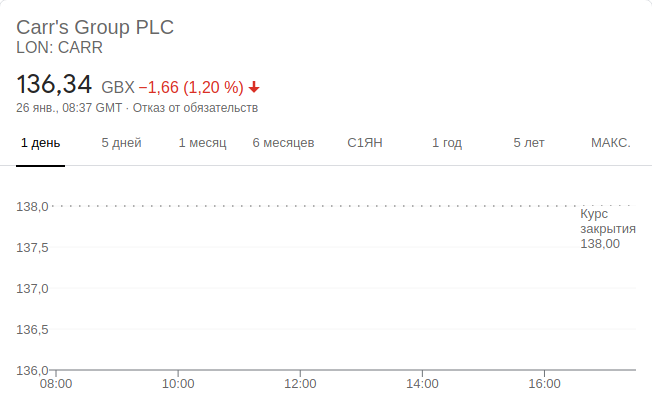 Carr's Group PLC
LON: CARR
136,34 GBX −1,66 (1,20 %)
26 янв., 08:37 GMT · Отказ от обязательств
1 день 5 дней 1 месяц 6 месяцев С1ЯН 1 год 5 лет МАКС.
138,0
Курс
закрытия
138,00
137,5
137,0
136,5
136,0
08:00 10:00 12:00 14:00 16:00